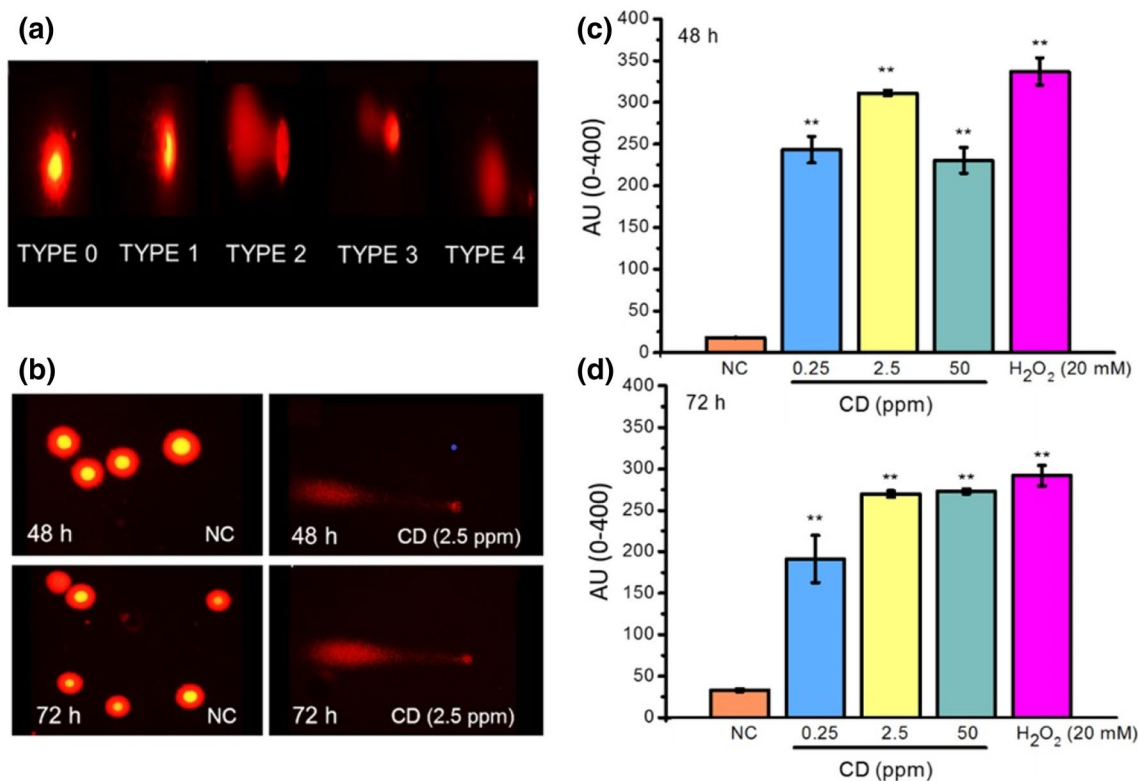 (a)
TYPE 0 TYPE 1 TYPE 2 TYPE 3 TYPE 4
(b)
48 h NC
48 h CD (2.5 ppm)
72 h NC
72 h CD (2.5 ppm)
(c)
48 h
AU (0-400)
400
350
300
250
200
150
100
50
0
**
**
**
**
NC 0.25 2.5 50 H₂O₂ (20 mM)
CD (ppm)
(d)
72 h
AU (0-400)
400
350
300
250
200
150
100
50
0
**
**
**
**
NC 0.25 2.5 50 H₂O₂ (20 mM)
CD (ppm)